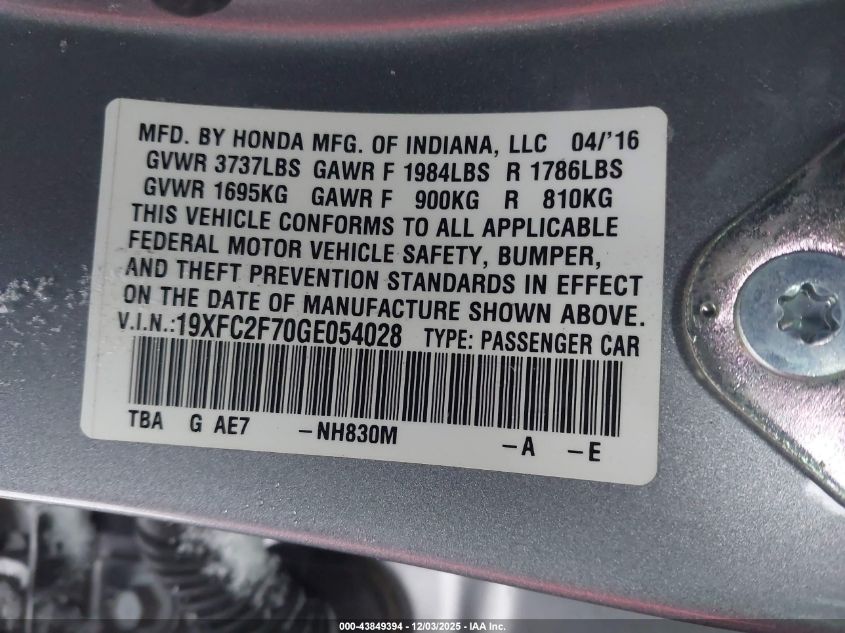 MFD. BY HONDA MFG. OF INDIANA, LLC 04/'16
GVWR 3737LBS GAWR F 1984LBS R 1786LBS
GVWR 1695KG GAWR F 900KG R 810KG
THIS VEHICLE CONFORMS TO ALL APPLICABLE
FEDERAL MOTOR VEHICLE SAFETY, BUMPER,
AND THEFT PREVENTION STANDARDS IN EFFECT
ON THE DATE OF MANUFACTURE SHOWN ABOVE.
V.I.N.:19XFC2F70GE054028 TYPE: PASSENGER CAR
TBA G AE7 –NH830M –A –E
000-43849394 - 12/03/2025 - IAA Inc.